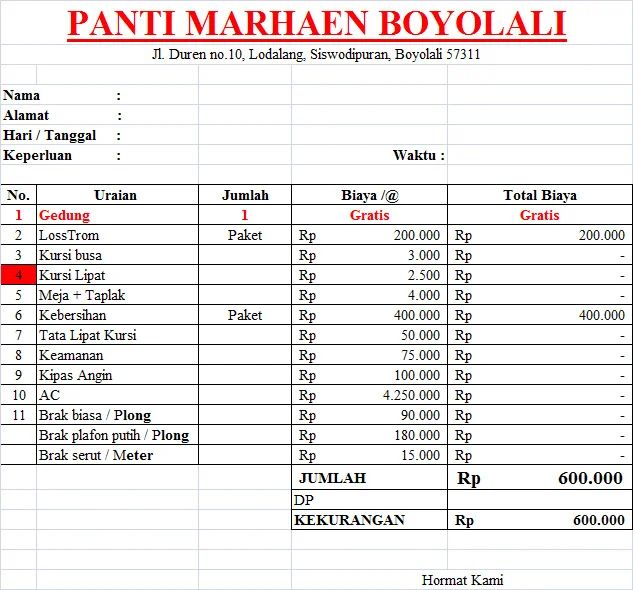 PANTI MARHAEN BOYOLALI
Jl. Duren no.10, Lodalang, Siswodipuran, Boyolali 57311
Nama :
Alamat :
Hari / Tanggal :
Keperluan : Waktu :
No. Uraian Jumlah Biaya /@ Total Biaya
1 Gedung 1 Gratis Gratis
2 LossTrom Paket Rp 200.000 Rp 200.000
3 Kursi busa Rp 3.000 Rp -
4 Kursi Lipat Rp 2.500 Rp -
5 Meja + Taplak Rp 4.000 Rp -
6 Kebersihan Paket Rp 400.000 Rp 400.000
7 Tata Lipat Kursi Rp 50.000 Rp -
8 Keamanan Rp 75.000 Rp -
9 Kipas Angin Rp 100.000 Rp -
10 AC Rp 4.250.000 Rp -
11 Brak biasa / Plong Rp 90.000 Rp -
Brak plafon putih / Plong Rp 180.000 Rp -
Brak serut / Meter Rp 15.000 Rp -
JUMLAH Rp 600.000
DP
KEKURANGAN Rp 600.000
Hormat Kami